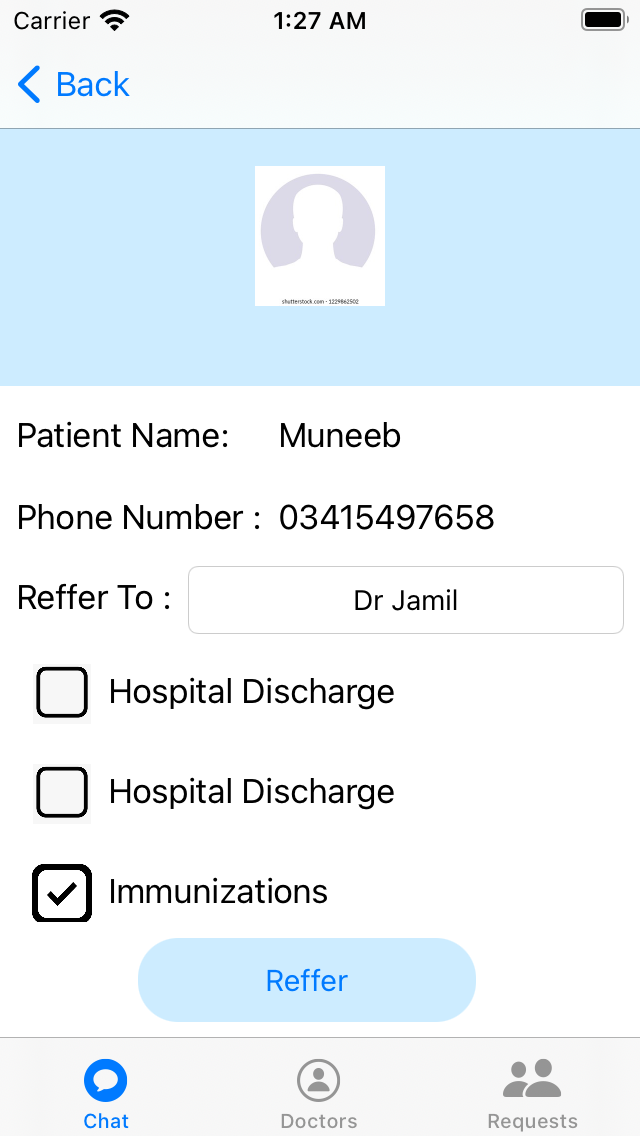 Carrier 1:27 AM
Back
shutterstock.com · 1229862502
Patient Name: Muneeb
Phone Number : 03415497658
Reffer To : Dr Jamil
Hospital Discharge
Hospital Discharge
Immunizations
Reffer
Chat Doctors Requests